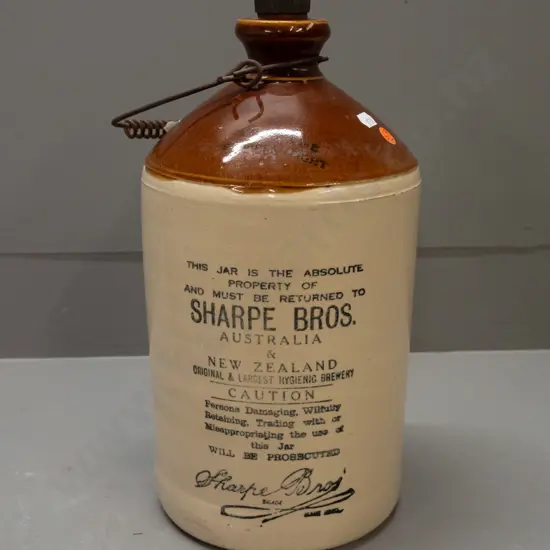 THIS JAR IS THE ABSOLUTE
PROPERTY OF
AND MUST BE RETURNED TO
SHARPE BROS.
AUSTRALIA
&
NEW ZEALAND
ORIGINAL & LARGEST HYGIENIC BREWERY
CAUTION
Persons Damaging, Wilfully
Retaining, Trading with or
Misappropriating the use of
this Jar
WILL BE PROSECUTED
Sharpe Bros
TRADE MARK